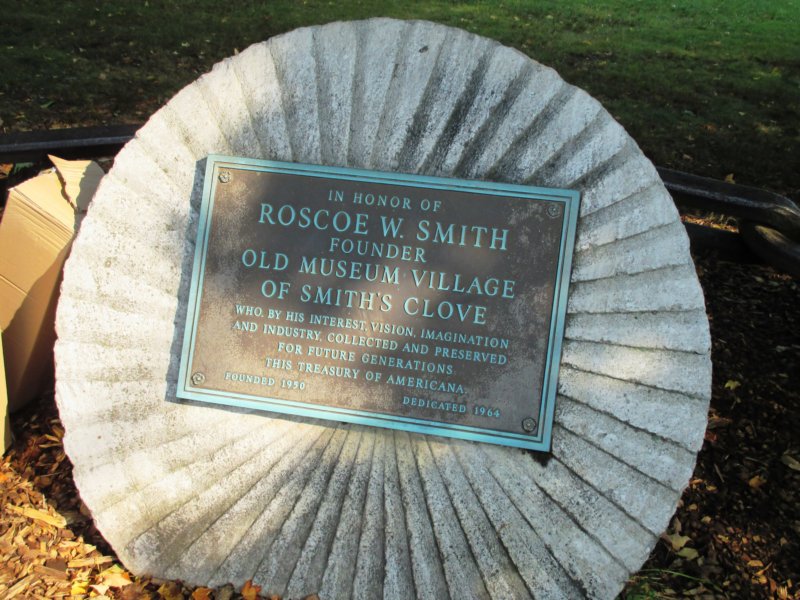 IN HONOR OF
ROSCOE W. SMITH
FOUNDER
OLD MUSEUM VILLAGE
OF SMITH'S CLOVE
WHO, BY HIS INTEREST, VISION, IMAGINATION
AND INDUSTRY, COLLECTED AND PRESERVED
FOR FUTURE GENERATIONS
THIS TREASURY OF AMERICANA.
FOUNDED 1950
DEDICATED 1964